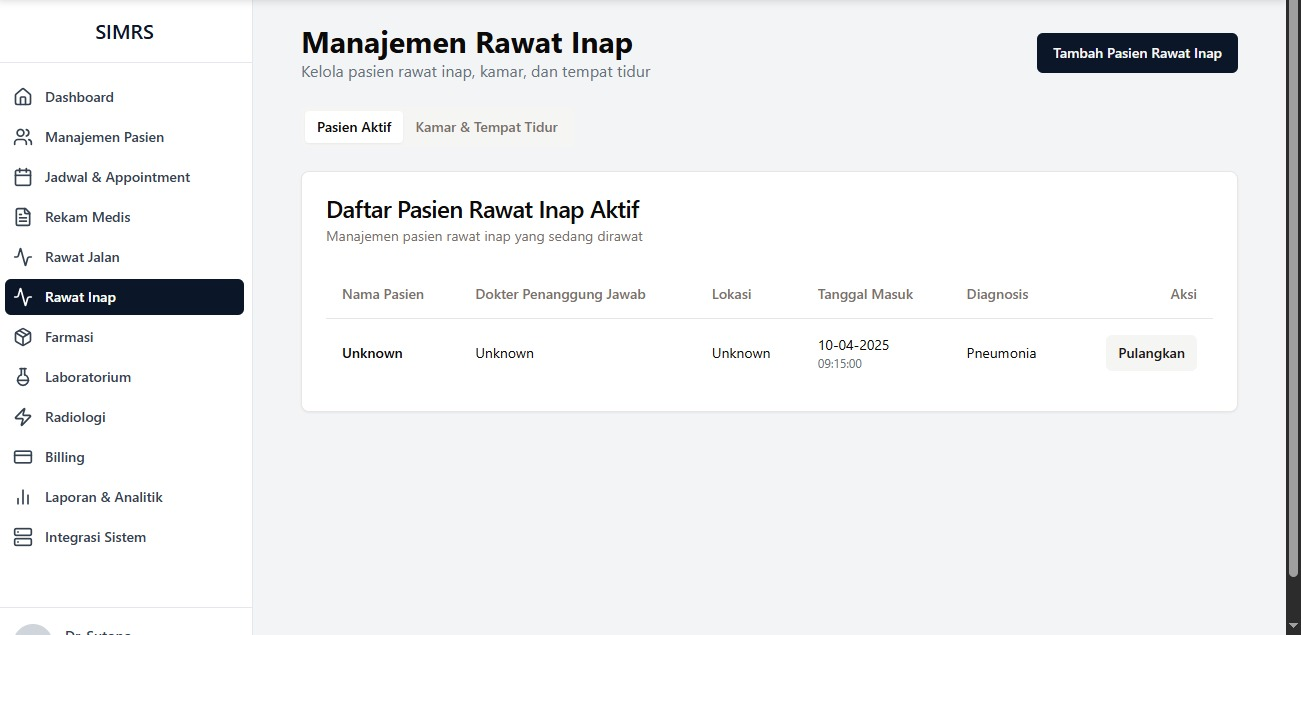 SIMRS
Dashboard
Manajemen Pasien
Jadwal & Appointment
Rekam Medis
Rawat Jalan
Rawat Inap
Farmasi
Laboratorium
Radiologi
Billing
Laporan & Analitik
Integrasi Sistem
Manajemen Rawat Inap
Kelola pasien rawat inap, kamar, dan tempat tidur
Tambah Pasien Rawat Inap
Pasien Aktif Kamar & Tempat Tidur
Daftar Pasien Rawat Inap Aktif
Manajemen pasien rawat inap yang sedang dirawat
Nama Pasien Dokter Penanggung Jawab Lokasi Tanggal Masuk Diagnosis Aksi
Unknown Unknown Unknown 10-04-2025 Pneumonia Pulangkan
09:15:00